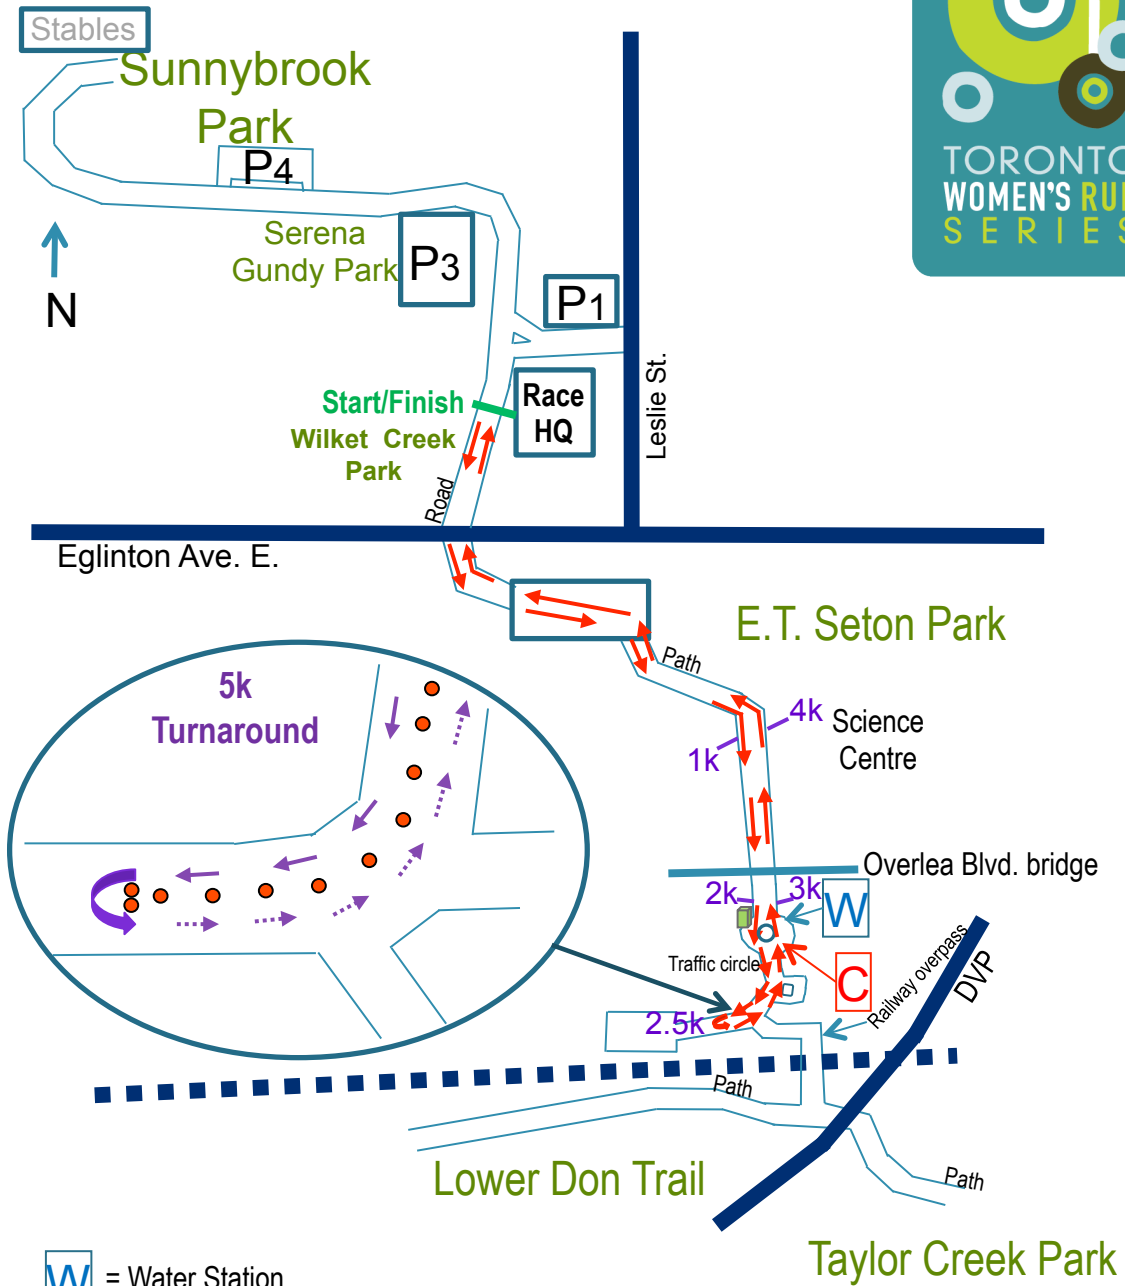 Stables
Sunnybrook
Park
P4
TORONTO
WOMEN'S RUN
SERIES
Serena
Gundy Park
P3
N
P1
Leslie St.
Start/Finish
Race
HQ
Wilket Creek
Park
Road
Eglinton Ave. E.
E.T. Seton Park
Path
5k
Turnaround
4k
Science
Centre
1k
Overlea Blvd. bridge
2k
3k
W
Traffic circle
C
Railway overpass
DVP
2.5k
Path
Lower Don Trail
Path
Taylor Creek Park
W = Water Station